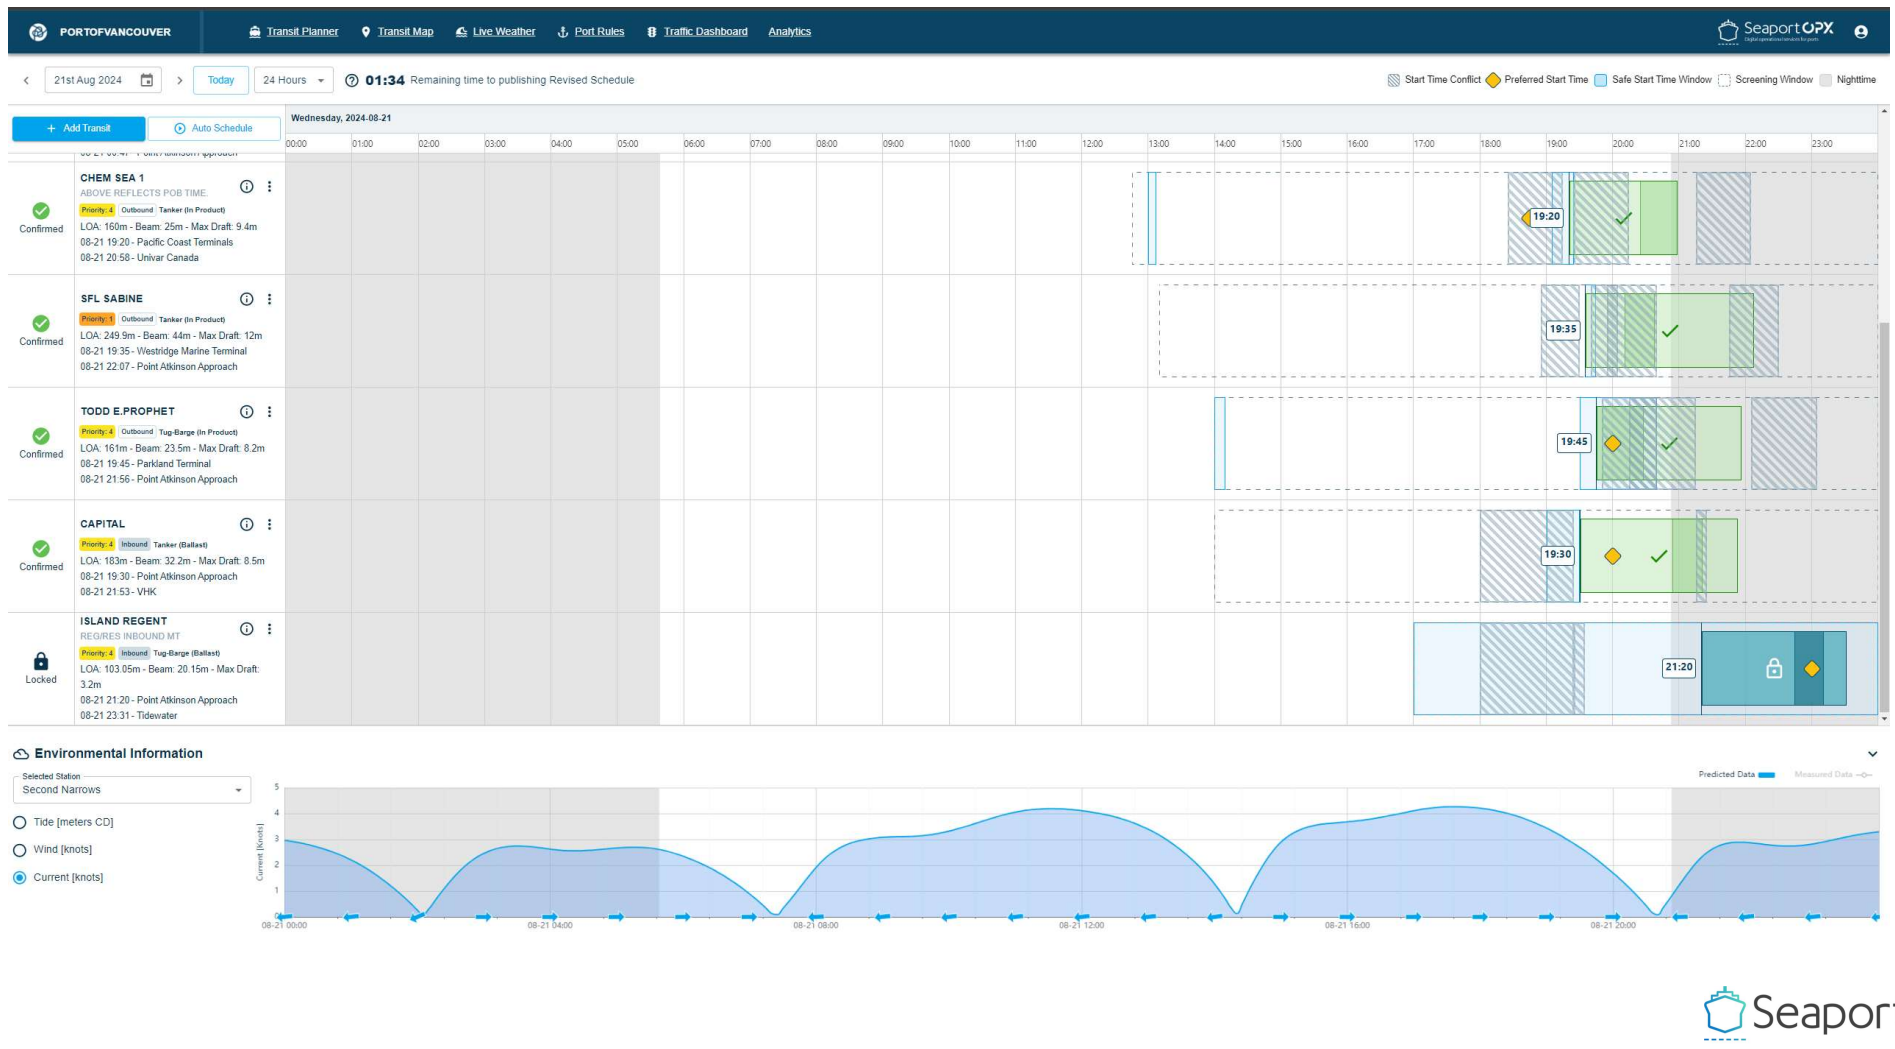 PORTOFVANCOUVER
Transit Planner
Transit Map
Live Weather
Port Rules
Traffic Dashboard
Analytics
Seaport OPX
21st Aug 2024
Today
24 Hours
01:34 Remaining time to publishing Revised Schedule
Start Time Conflict
Preferred Start Time
Safe Start Time Window
Screening Window
Nighttime
+ Add Transit
Auto Schedule
Wednesday, 2024-08-21
00:00 01:00 02:00 03:00 04:00 05:00 06:00 07:00 08:00 09:00 10:00 11:00 12:00 13:00 14:00 15:00 16:00 17:00 18:00 19:00 20:00 21:00 22:00 23:00
CHEM SEA 1
ABOVE REFLECTS POB TIME.
Priority: 4 Outbound Tanker (In Product)
Confirmed
LOA: 160m - Beam: 25m - Max Draft: 9.4m
08-21 19:20 - Pacific Coast Terminals
08-21 20:58 - Univar Canada
19:20
SFL SABINE
Priority: 1 Outbound Tanker (In Product)
Confirmed
LOA: 249.9m - Beam: 44m - Max Draft: 12m
08-21 19:35 - Westridge Marine Terminal
08-21 22:07 - Point Atkinson Approach
19:35
TODD E.PROPHET
Priority: 4 Outbound Tug-Barge (In Product)
Confirmed
LOA: 161m - Beam: 23.5m - Max Draft: 8.2m
08-21 19:45 - Parkland Terminal
08-21 21:56 - Point Atkinson Approach
19:45
CAPITAL
Priority: 4 Inbound Tanker (Ballast)
Confirmed
LOA: 183m - Beam: 32.2m - Max Draft: 8.5m
08-21 19:30 - Point Atkinson Approach
08-21 21:53 - VHK
19:30
ISLAND REGENT
REG/RES INBOUND MT
Priority: 4 Inbound Tug-Barge (Ballast)
Locked
LOA: 103.05m - Beam: 20.15m - Max Draft:
3.2m
08-21 21:20 - Point Atkinson Approach
08-21 23:31 - Tidewater
21:20
Environmental Information
Selected Station
Second Narrows
Tide [meters CD]
Wind [knots]
Current [knots]
Predicted Data
Measured Data
Current [Knots]
5
4
3
2
1
0
08-21 00:00 08-21 04:00 08-21 08:00 08-21 12:00 08-21 16:00 08-21 20:00
Seaport